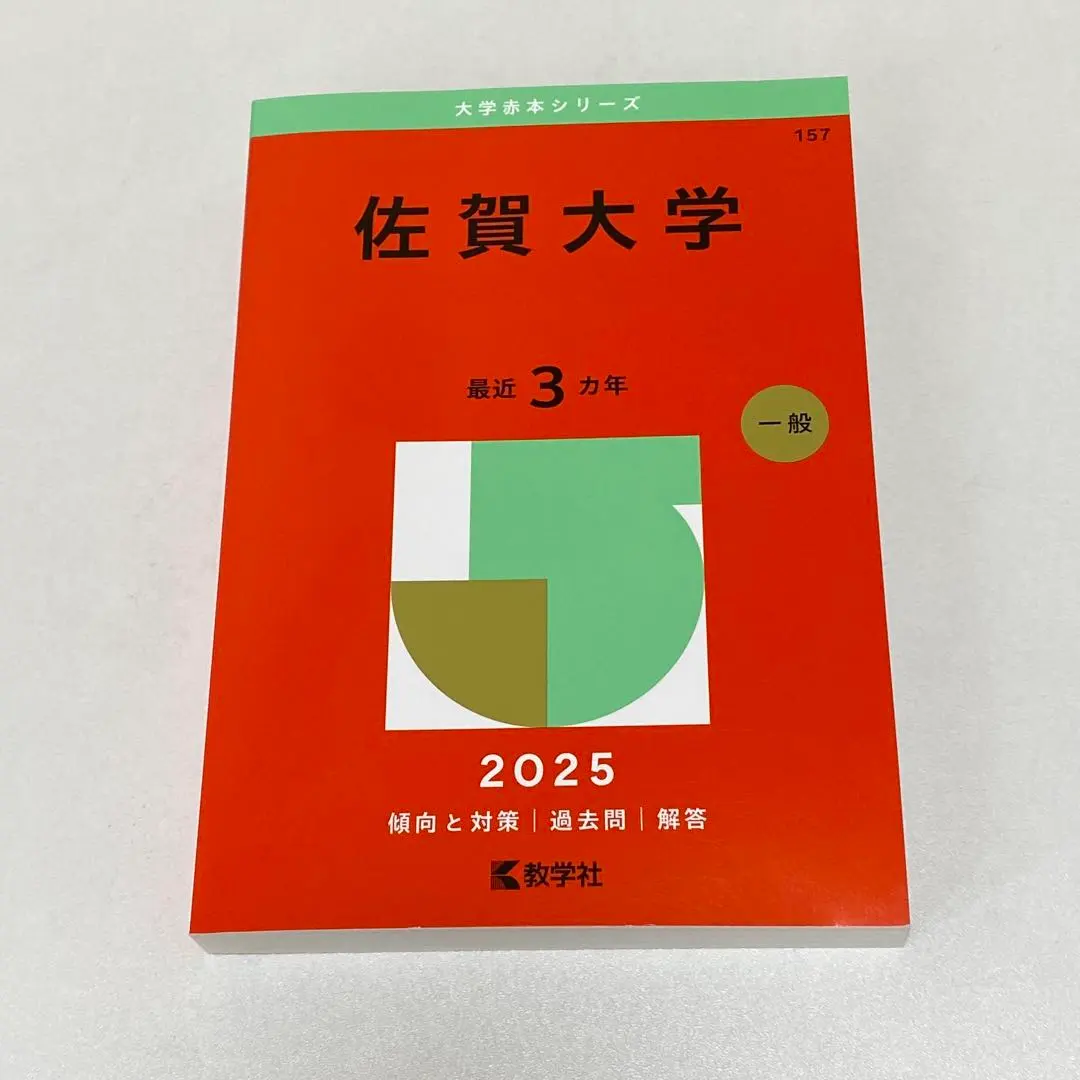 大学赤本シリーズ
157
佐賀大学
最近3カ年
一般
2025
傾向と対策｜過去問｜解答
教学社